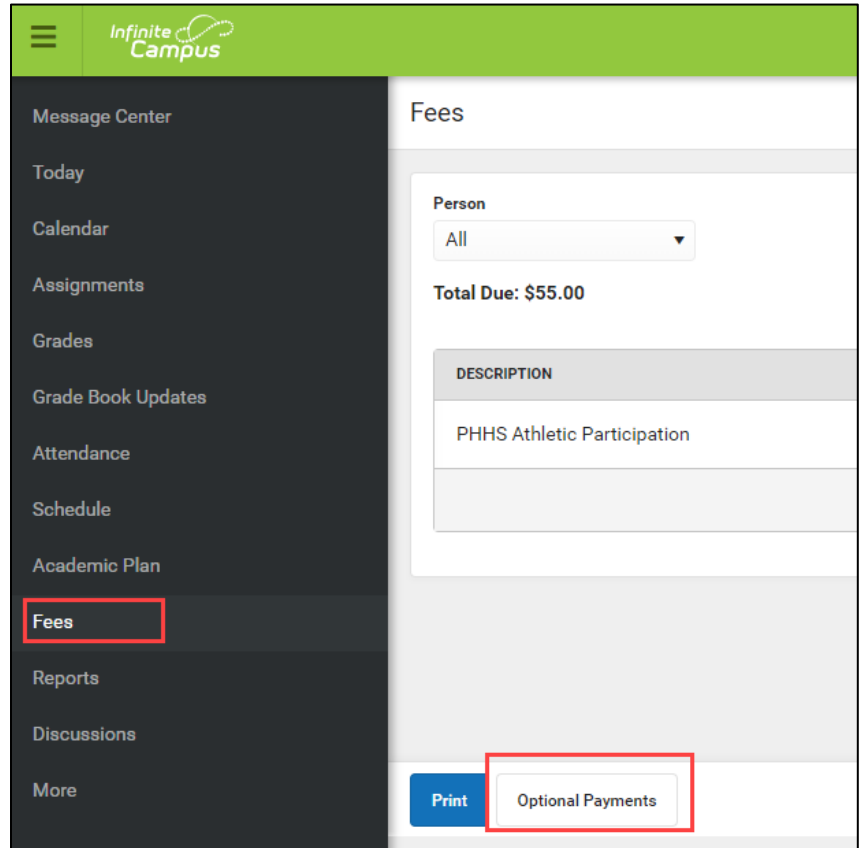 Infinite
Campus
Message Center
Today
Calendar
Assignments
Grades
Grade Book Updates
Attendance
Schedule
Academic Plan
Fees
Reports
Discussions
More
Fees
Person
All
Total Due: $55.00
DESCRIPTION
PHHS Athletic Participation
Print
Optional Payments